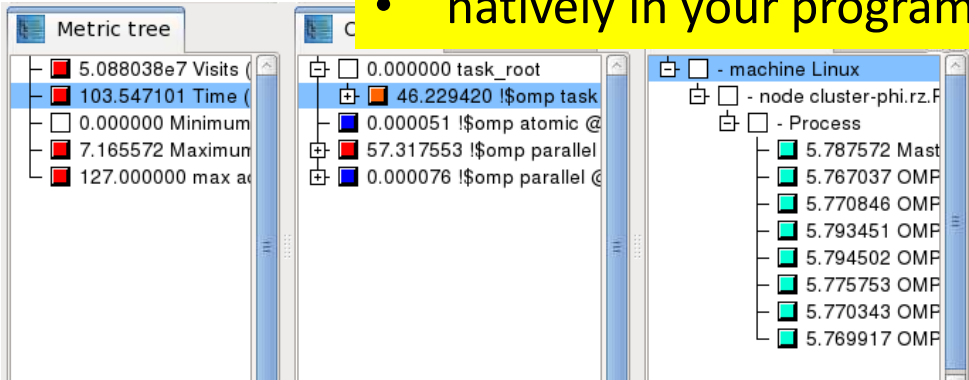 • natively in your program
Metric tree
C
5.088038e7 Visits (
103.547101 Time (
0.000000 Minimum
7.165572 Maximum
127.000000 max a
0.000000 task_root
46.229420 !$omp task
0.000051 !$omp atomic @
57.317553 !$omp parallel
0.000076 !$omp parallel @
- machine Linux
- node cluster-phi.rz.R
- Process
5.787572 Mast
5.767037 OMP
5.770846 OMP
5.793451 OMP
5.794502 OMP
5.775753 OMP
5.770343 OMP
5.769917 OMP